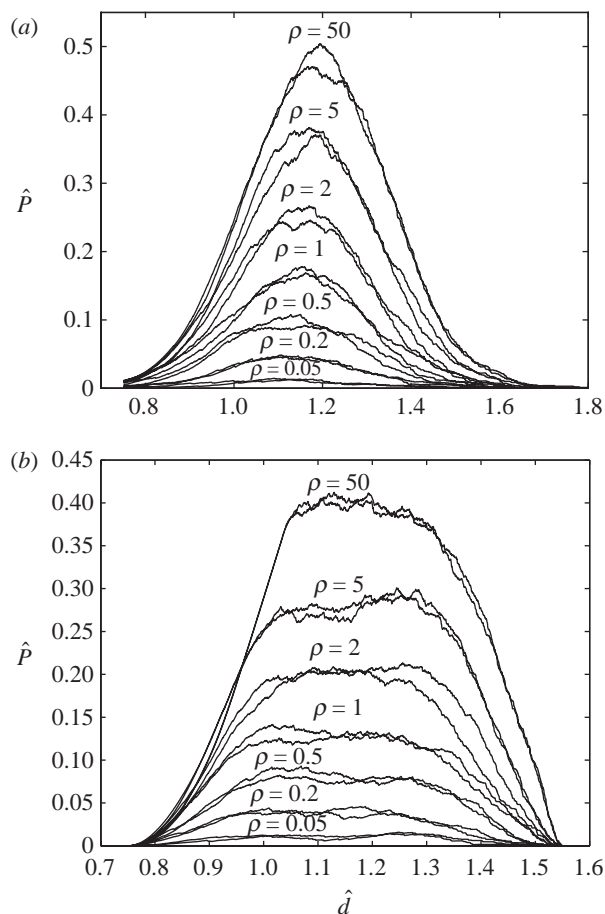 (a)
ρ = 50
0.5
ρ = 5
0.4
0.3
P̂
ρ = 2
0.2
ρ = 1
ρ = 0.5
0.1
ρ = 0.2
ρ = 0.05
0
0.8 1.0 1.2 1.4 1.6 1.8
(b)
0.45
ρ = 50
0.40
0.35
0.30
ρ = 5
0.25
P̂
ρ = 2
0.20
ρ = 1
0.15
0.10
ρ = 0.5
0.05
ρ = 0.2
ρ = 0.05
0
0.7 0.8 0.9 1.0 1.1 1.2 1.3 1.4 1.5 1.6
d̂